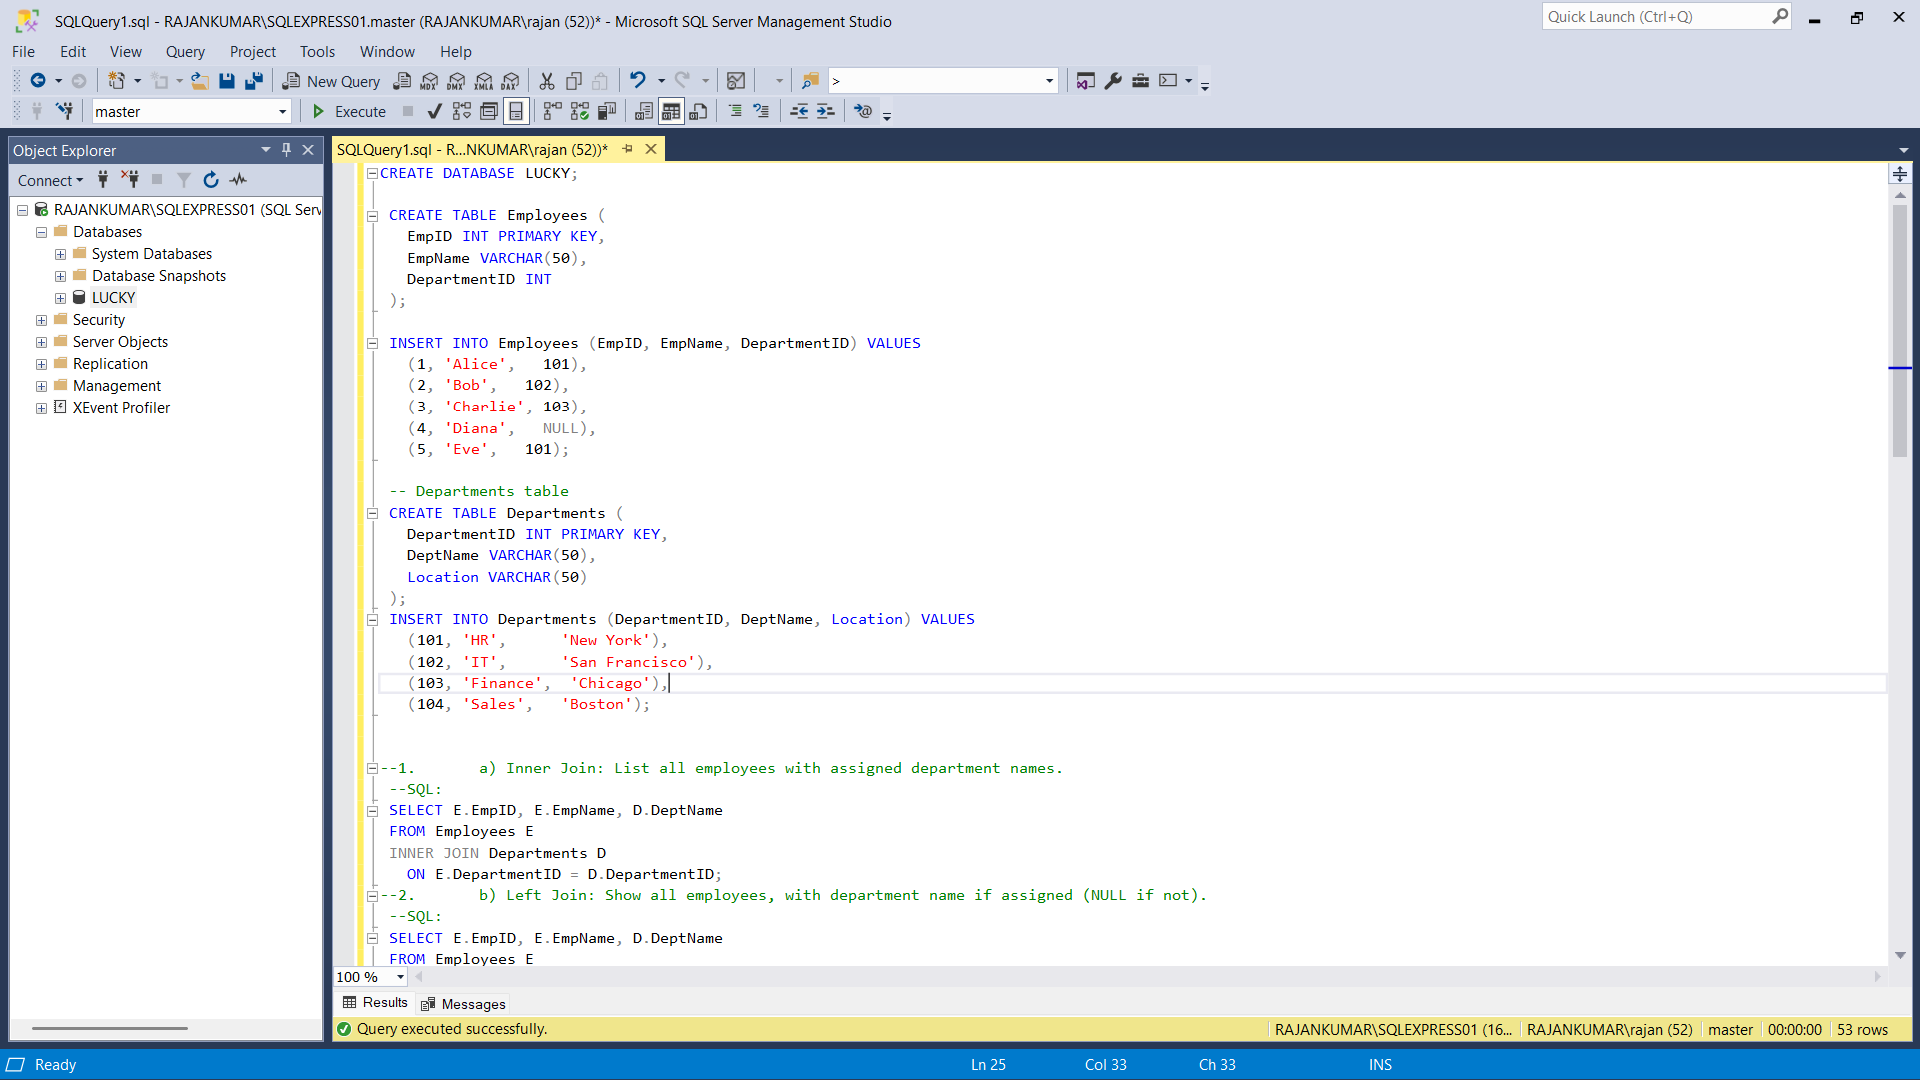 SQLQuery1.sql - RAJANKUMAR\SQLEXPRESS01.master (RAJANKUMAR\rajan (52))* - Microsoft SQL Server Management Studio
Quick Launch (Ctrl+Q)
File Edit View Query Project Tools Window Help
New Query MDX DMX XMLA DAX >
master Execute
Object Explorer
Connect
RAJANKUMAR\SQLEXPRESS01 (SQL Serv
Databases
System Databases
Database Snapshots
LUCKY
Security
Server Objects
Replication
Management
XEvent Profiler
SQLQuery1.sql - R...NKUMAR\rajan (52))*
CREATE DATABASE LUCKY;
CREATE TABLE Employees (
EmpID INT PRIMARY KEY,
EmpName VARCHAR(50),
DepartmentID INT
);
INSERT INTO Employees (EmpID, EmpName, DepartmentID) VALUES
(1, 'Alice', 101),
(2, 'Bob', 102),
(3, 'Charlie', 103),
(4, 'Diana', NULL),
(5, 'Eve', 101);
-- Departments table
CREATE TABLE Departments (
DepartmentID INT PRIMARY KEY,
DeptName VARCHAR(50),
Location VARCHAR(50)
);
INSERT INTO Departments (DepartmentID, DeptName, Location) VALUES
(101, 'HR', 'New York'),
(102, 'IT', 'San Francisco'),
(103, 'Finance', 'Chicago'),
(104, 'Sales', 'Boston');
--1. a) Inner Join: List all employees with assigned department names.
--SQL:
SELECT E.EmpID, E.EmpName, D.DeptName
FROM Employees E
INNER JOIN Departments D
ON E.DepartmentID = D.DepartmentID;
--2. b) Left Join: Show all employees, with department name if assigned (NULL if not).
--SQL:
SELECT E.EmpID, E.EmpName, D.DeptName
FROM Employees E
100 %
Results Messages
Query executed successfully. RAJANKUMAR\SQLEXPRESS01 (16... RAJANKUMAR\rajan (52) master 00:00:00 53 rows
Ready Ln 25 Col 33 Ch 33 INS